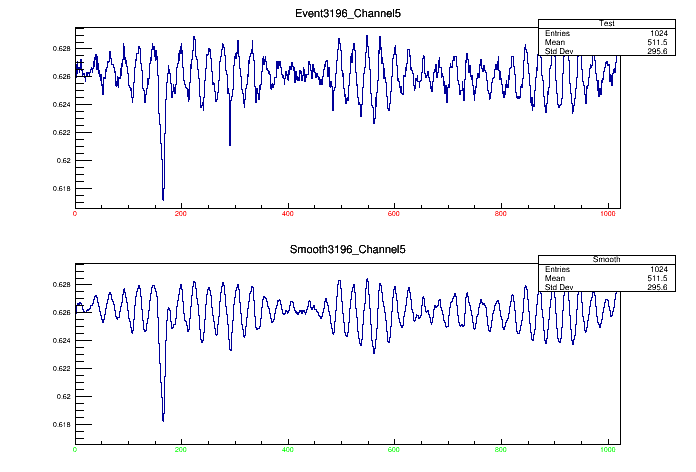 Event3196_Channel5
Test
Entries 1024
Mean 511.5
Std Dev 295.6
0.628
0.626
0.624
0.622
0.62
0.618
0 200 400 600 800 1000
Smooth3196_Channel5
Smooth
Entries 1024
Mean 511.5
Std Dev 295.6
0.628
0.626
0.624
0.622
0.62
0.618
0 200 400 600 800 1000